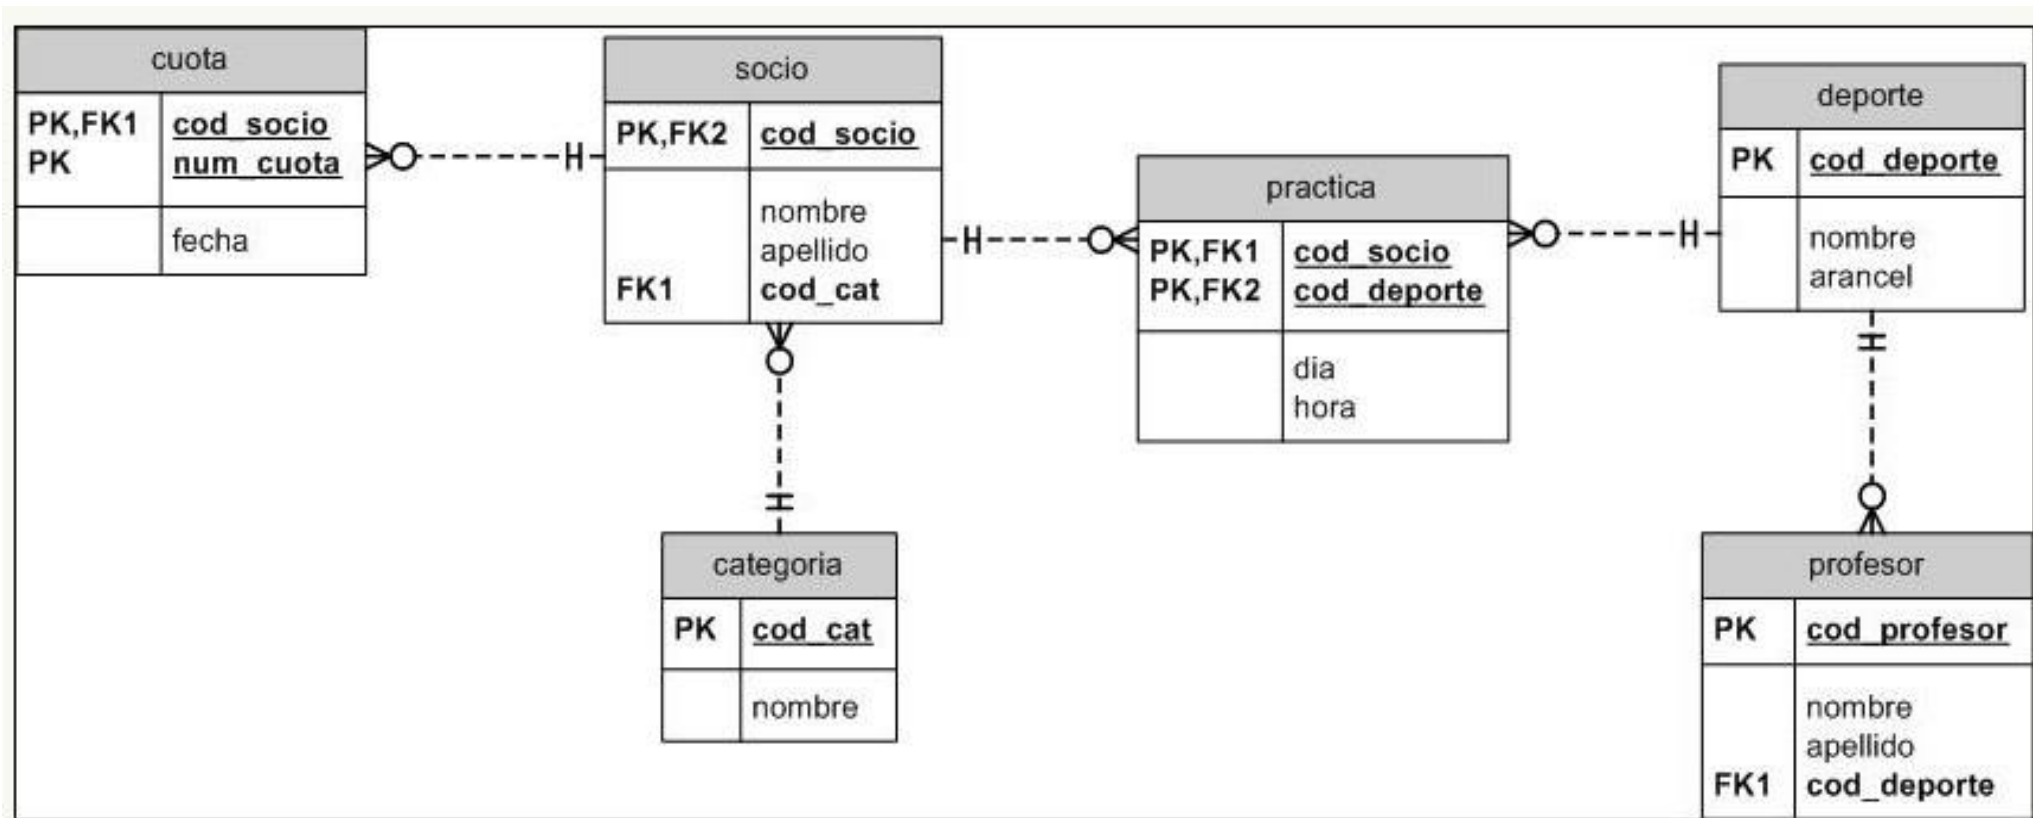 cuota
PK,FK1 cod_socio
PK num_cuota
fecha
socio
PK,FK2 cod_socio
nombre
apellido
FK1 cod_cat
practica
PK,FK1 cod_socio
PK,FK2 cod_deporte
dia
hora
deporte
PK cod_deporte
nombre
arancel
categoria
PK cod_cat
nombre
profesor
PK cod_profesor
nombre
apellido
FK1 cod_deporte